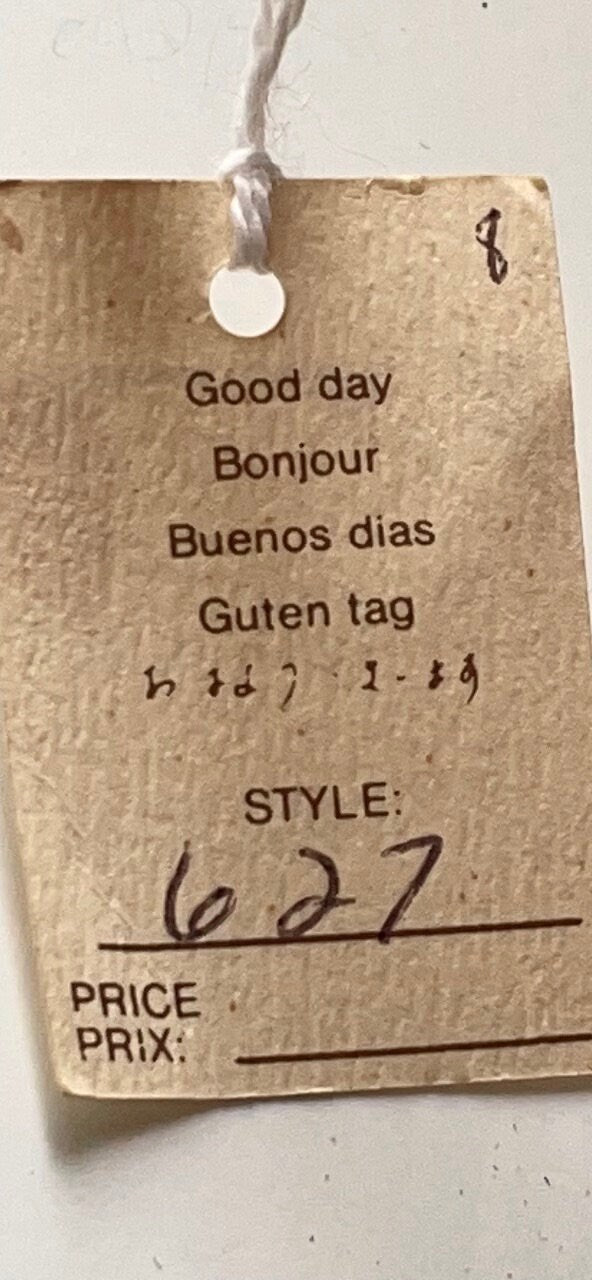 8
Good day
Bonjour
Buenos dias
Guten tag
STYLE:
627
PRICE
PRIX: